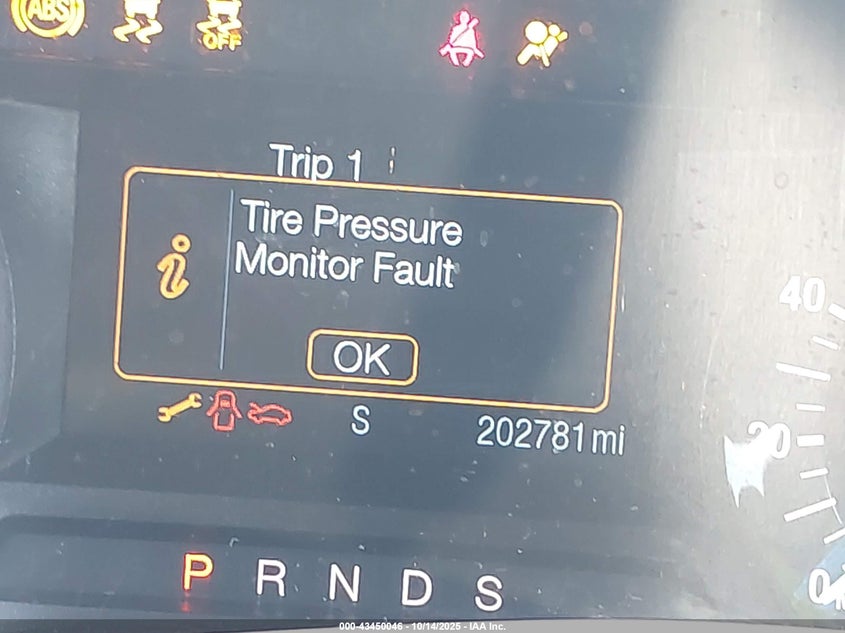 ABS
OFF
Trip 1
Tire Pressure
Monitor Fault
OK
S
202781 mi
40
20
0
P R N D S
000-43450046 - 10/14/2025 - IAA Inc.